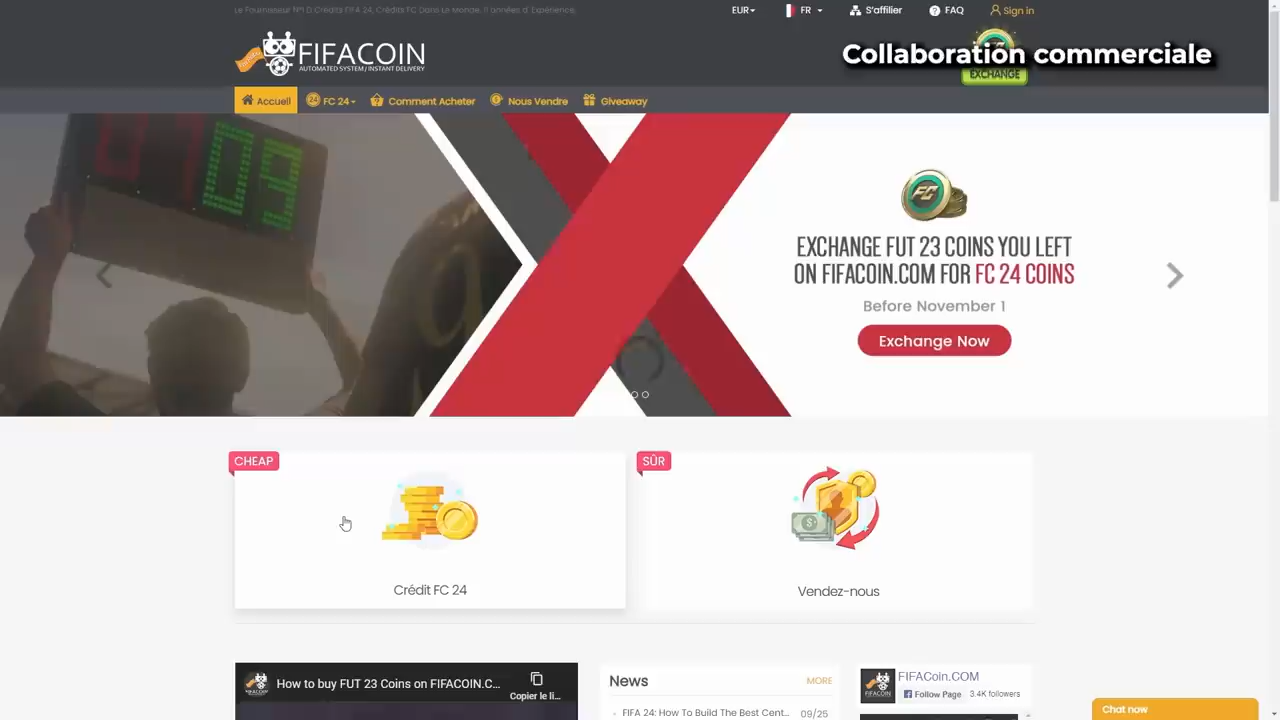 Le Fournisseur N°1 D'Crédits FIFA 24, Crédits FC Dans Le Monde, 11 années d'Expérience.
EUR
FR
S'affilier
FAQ
Sign in
FIFACOIN
AUTOMATED SYSTEM/INSTANT DELIVERY
Collaboration commerciale
EXCHANGE
Accueil
FC 24
Comment Acheter
Nous Vendre
Giveaway
07 09
FC
EXCHANGE FUT 23 COINS YOU LEFT
ON FIFACOIN.COM FOR FC 24 COINS
Before November 1
Exchange Now
CHEAP
SÛR
Crédit FC 24
Vendez-nous
How to buy FUT 23 Coins on FIFACOIN.C...
Copier le li...
News
MORE
FIFA 24: How To Build The Best Cent...
09/25
FIFACoin.COM
Follow Page
3.4K followers
Chat now